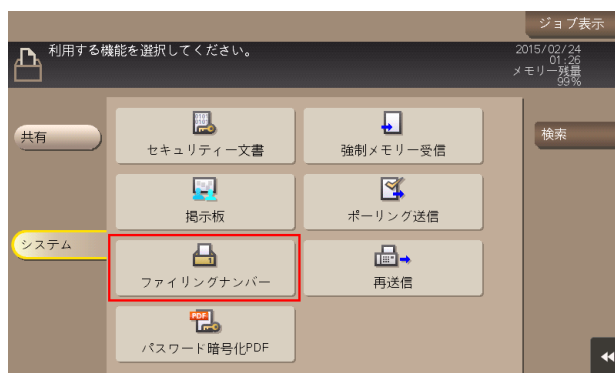 ジョブ表示
利用する機能を選択してください。
2015/02/24
01:26
メモリー残量
99%
共有
システム
セキュリティー文書
強制メモリー受信
掲示板
ポーリング送信
ファイリングナンバー
再送信
PDF
パスワード暗号化PDF
検索